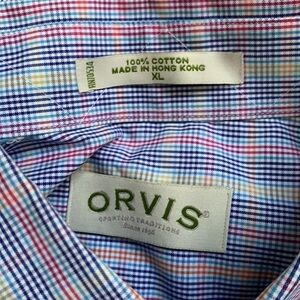 100% COTTON
MADE IN HONG KONG
XL
ORVIS®
SPORTING TRADITIONS
SINCE 1856